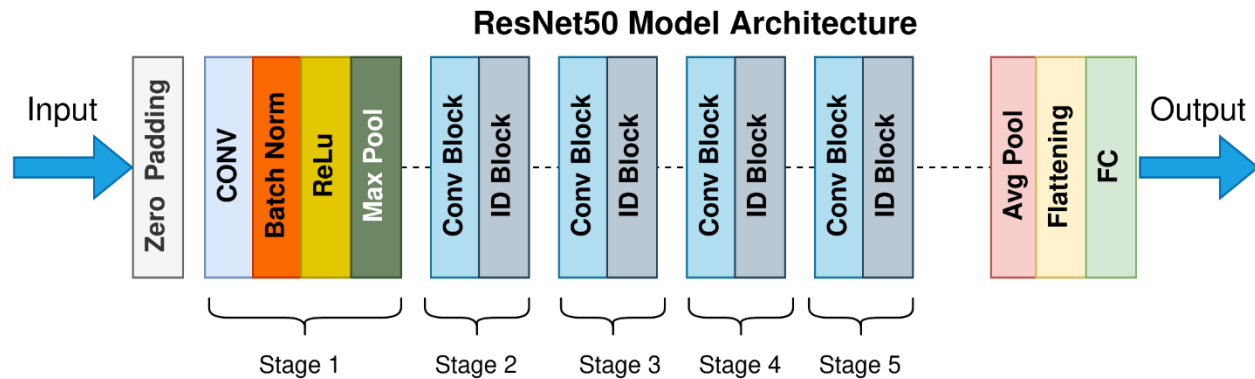 ResNet50 Model Architecture
Input
Zero Padding
CONV
Batch Norm
ReLu
Max Pool
Conv Block
ID Block
Conv Block
ID Block
Conv Block
ID Block
Conv Block
ID Block
Avg Pool
Flattening
FC
Output
Stage 1
Stage 2
Stage 3
Stage 4
Stage 5